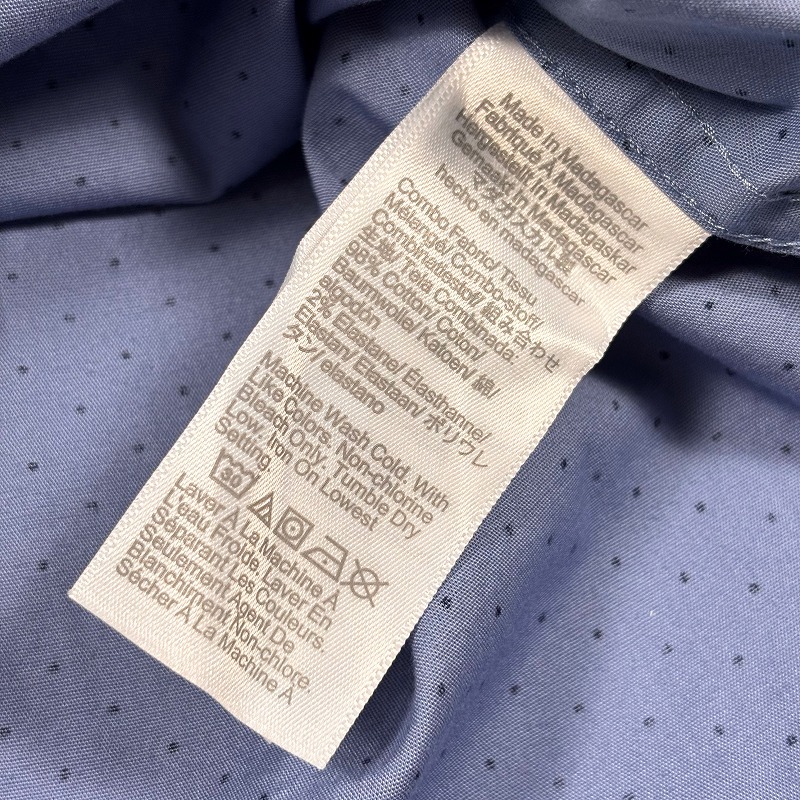 Made In Madagascar
Fabriqué À Madagascar
Hergestellt In Madagaskar
Gemaakt In Madagascar
マダガスカル製
hecho en madagascar
Combo Fabric/ Tissu
Mélangé/ Combo-stoff/
Combinatiestof/ 組み合わせ
生地/ Tela Combinada:
98% Cotton/ Coton/
Baumwolle/ Katoen/ 綿/
algodón
2% Elastane/ Élasthanne/
Elastan/ Elastaan/ ポリウレ
タン/ elastano
Machine Wash Cold. With
Like Colors. Non-chlorine
Bleach Only. Tumble Dry
Low. Iron On Lowest
Setting.
30
Laver À La Machine À
L'eau Froide. Laver En
Séparant Les Couleurs.
Seulement Agent De
Blanchiment Non-chlore.
Sécher À La Machine À